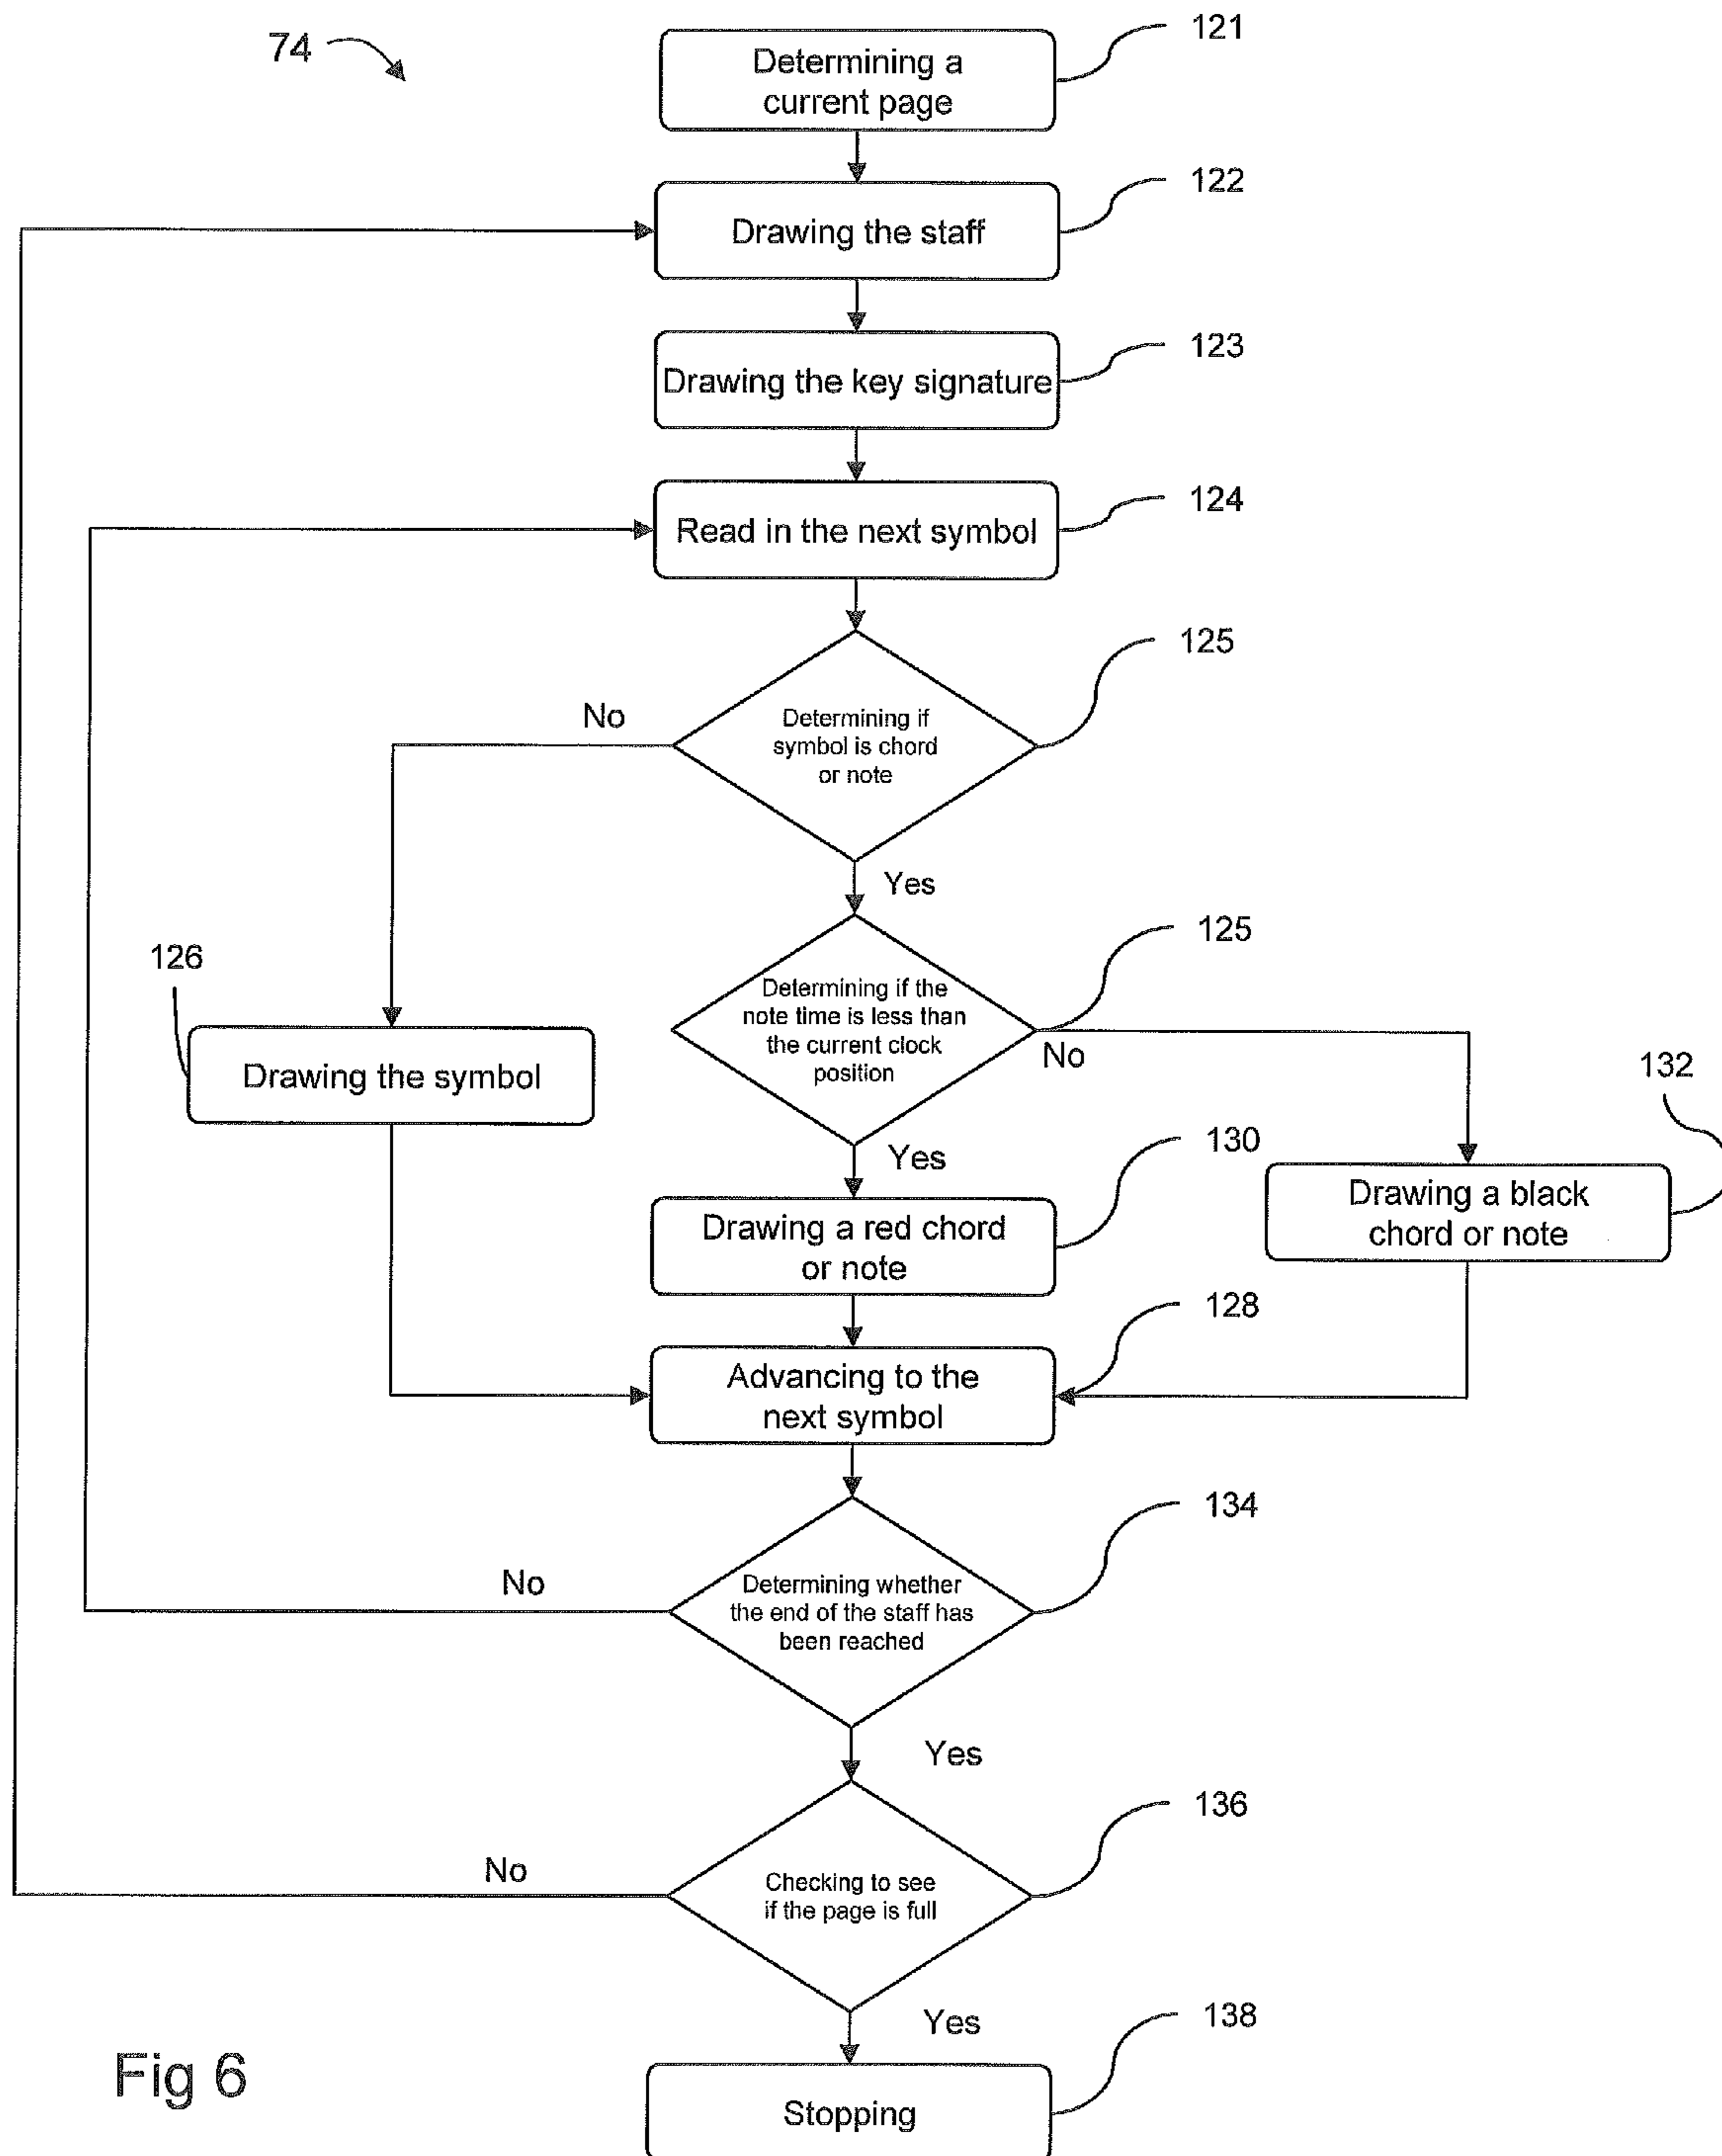 74
121
Determining a
current page
122
Drawing the staff
123
Drawing the key signature
124
Read in the next symbol
125
Determining if
symbol is chord
or note
No
Yes
125
Determining if the
note time is less than
the current clock
position
No
126
Drawing the symbol
132
Yes
130
Drawing a red chord
or note
Drawing a black
chord or note
128
Advancing to the
next symbol
134
Determining whether
the end of the staff has
been reached
No
Yes
136
Checking to see
if the page is full
No
Yes
138
Stopping
Fig 6